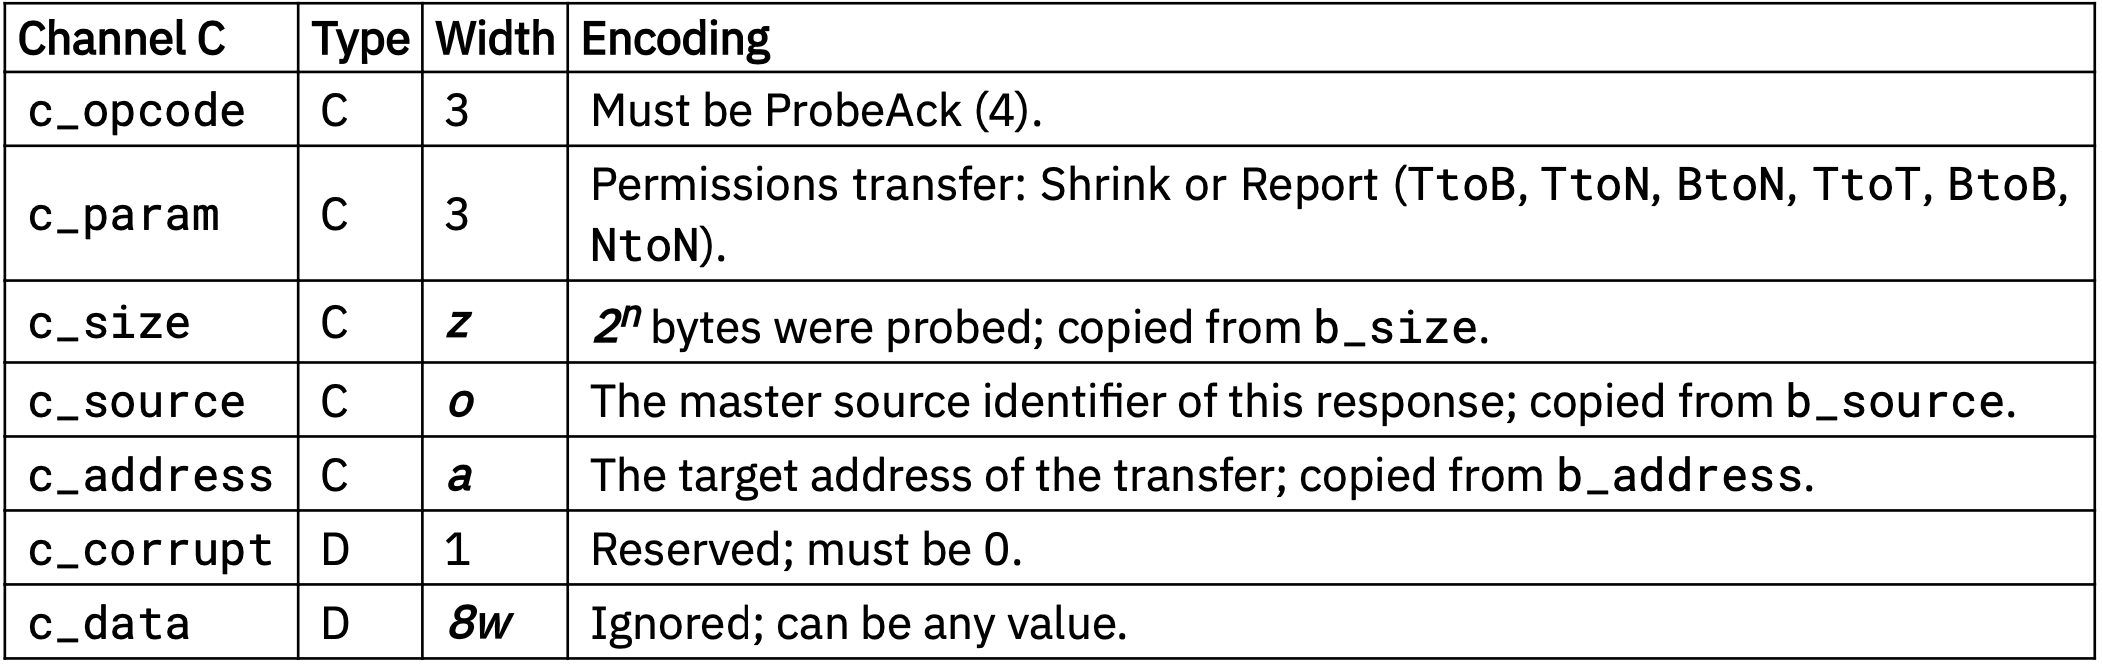 Channel C Type Width Encoding
c_opcode C 3 Must be ProbeAck (4).
c_param C 3 Permissions transfer: Shrink or Report (TtoB, TtoN, BtoN, TtoT, BtoB,
NtoN).
c_size C z 2ⁿ bytes were probed; copied from b_size.
c_source C o The master source identifier of this response; copied from b_source.
c_address C a The target address of the transfer; copied from b_address.
c_corrupt D 1 Reserved; must be 0.
c_data D 8w Ignored; can be any value.